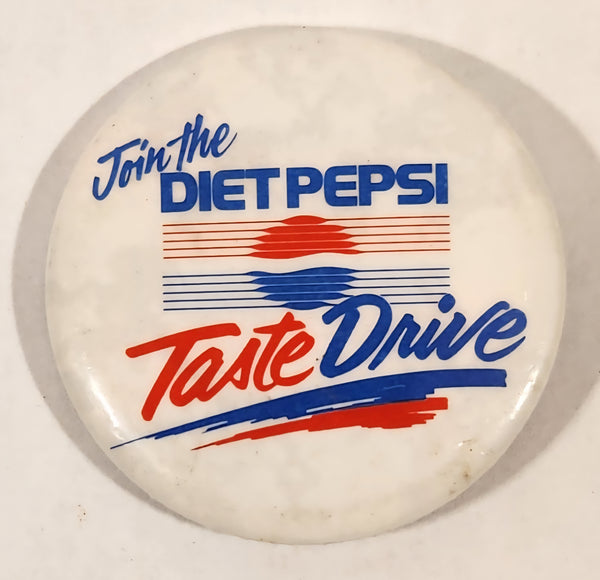 Join the
DIET PEPSI
Taste Drive